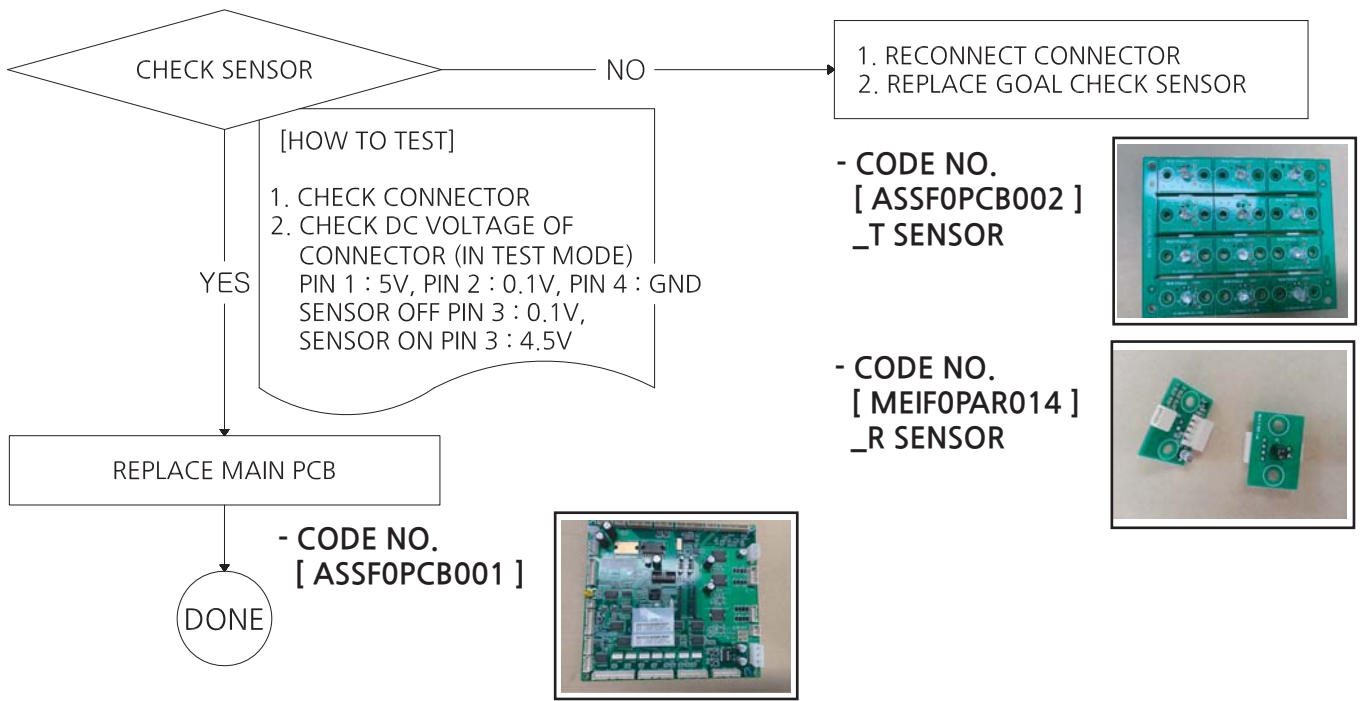 CHECK SENSOR
NO
1. RECONNECT CONNECTOR
2. REPLACE GOAL CHECK SENSOR
[HOW TO TEST]
1. CHECK CONNECTOR
2. CHECK DC VOLTAGE OF
CONNECTOR (IN TEST MODE)
PIN 1 : 5V, PIN 2 : 0.1V, PIN 4 : GND
SENSOR OFF PIN 3 : 0.1V,
SENSOR ON PIN 3 : 4.5V
YES
- CODE NO.
[ ASSF0PCB002 ]
_T SENSOR
- CODE NO.
[ MEIF0PAR014 ]
_R SENSOR
REPLACE MAIN PCB
- CODE NO.
[ ASSF0PCB001 ]
DONE